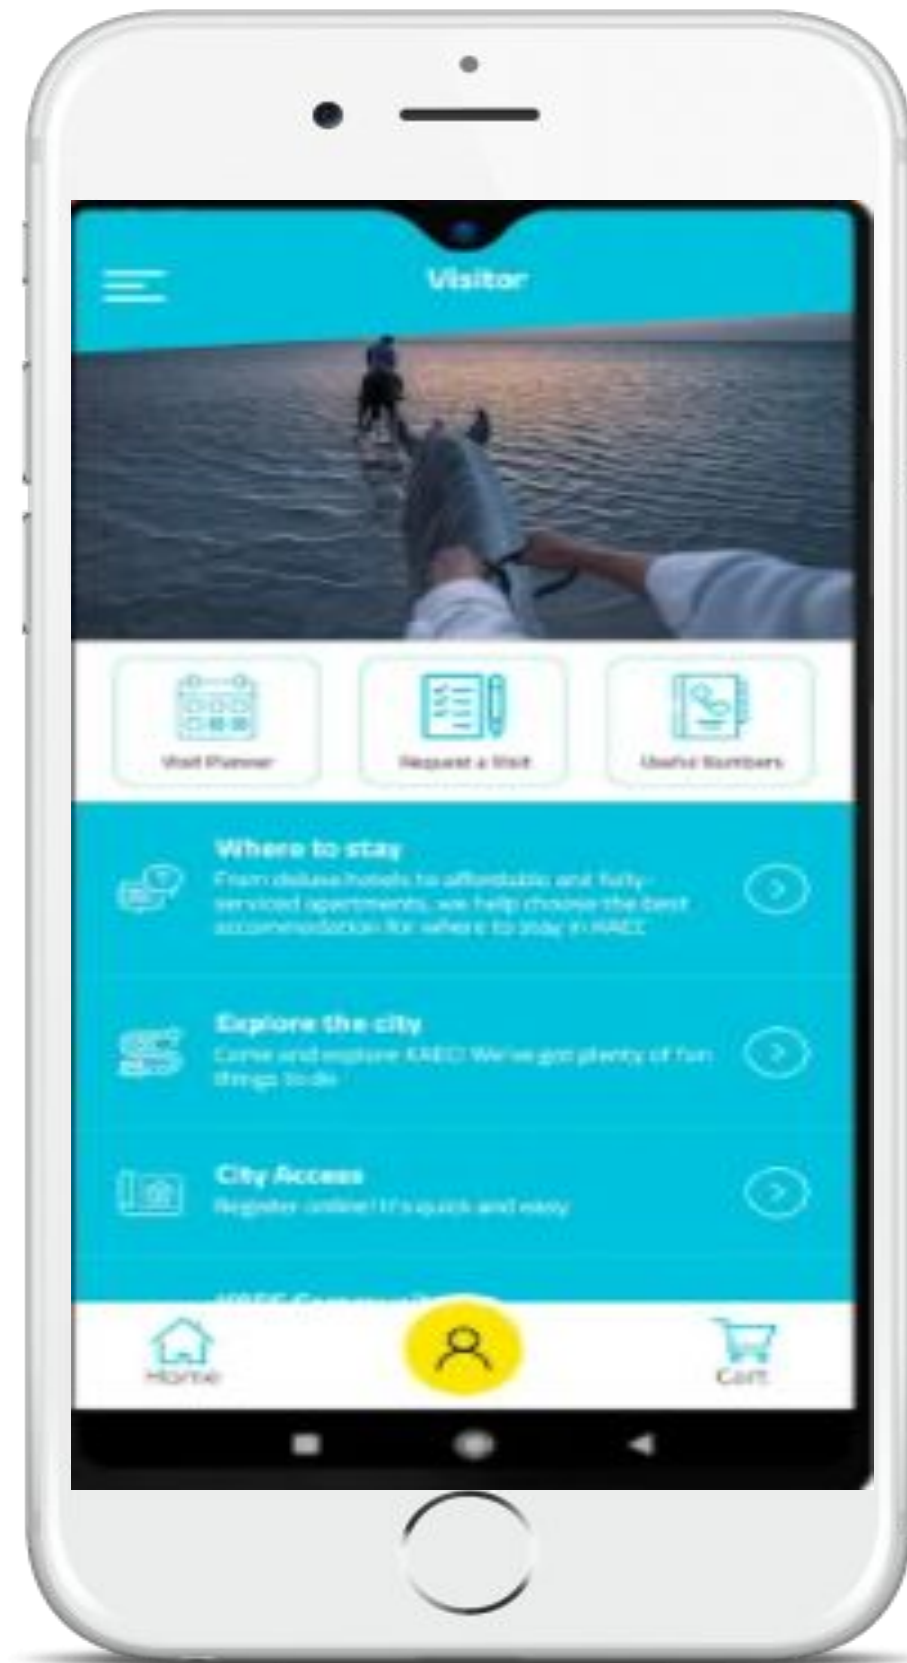 Visitor
Visit Planner
Request a Visit
Useful Numbers
Where to stay
From deluxe hotels to affordable and fully-
serviced apartments, we help choose the best
accommodation for where to stay in KAEC
Explore the city
Come and explore KAEC! We've got plenty of fun
things to do
City Access
Register online! It's quick and easy
Home
Cart